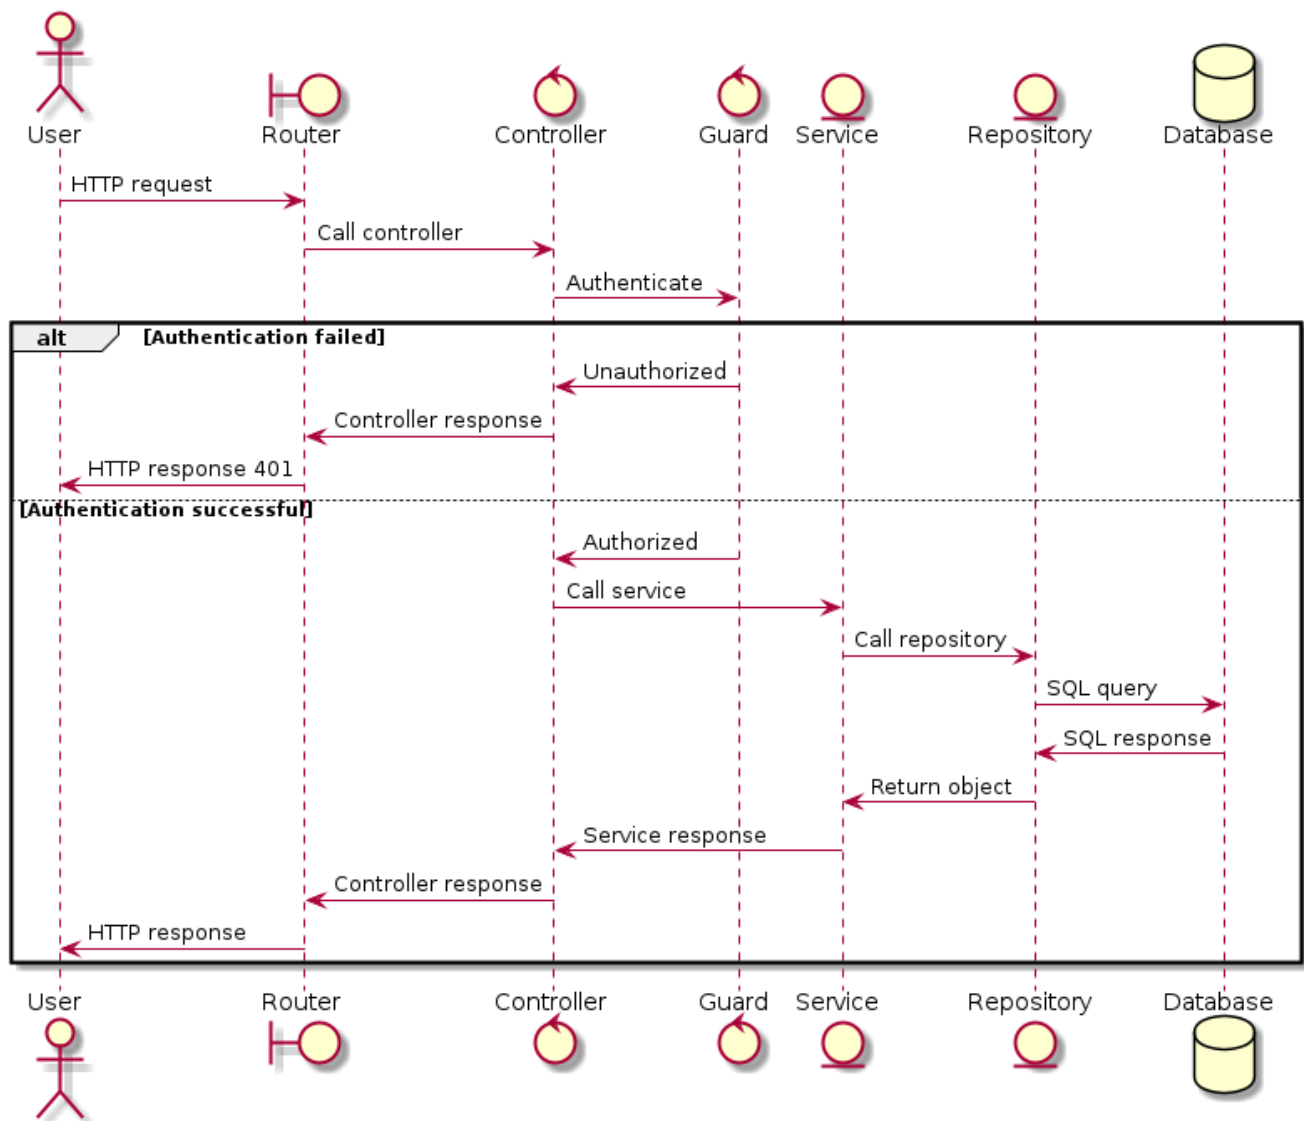 User Router Controller Guard Service Repository Database
HTTP request
Call controller
Authenticate
alt [Authentication failed]
Unauthorized
Controller response
HTTP response 401
[Authentication successful]
Authorized
Call service
Call repository
SQL query
SQL response
Return object
Service response
Controller response
HTTP response
User Router Controller Guard Service Repository Database